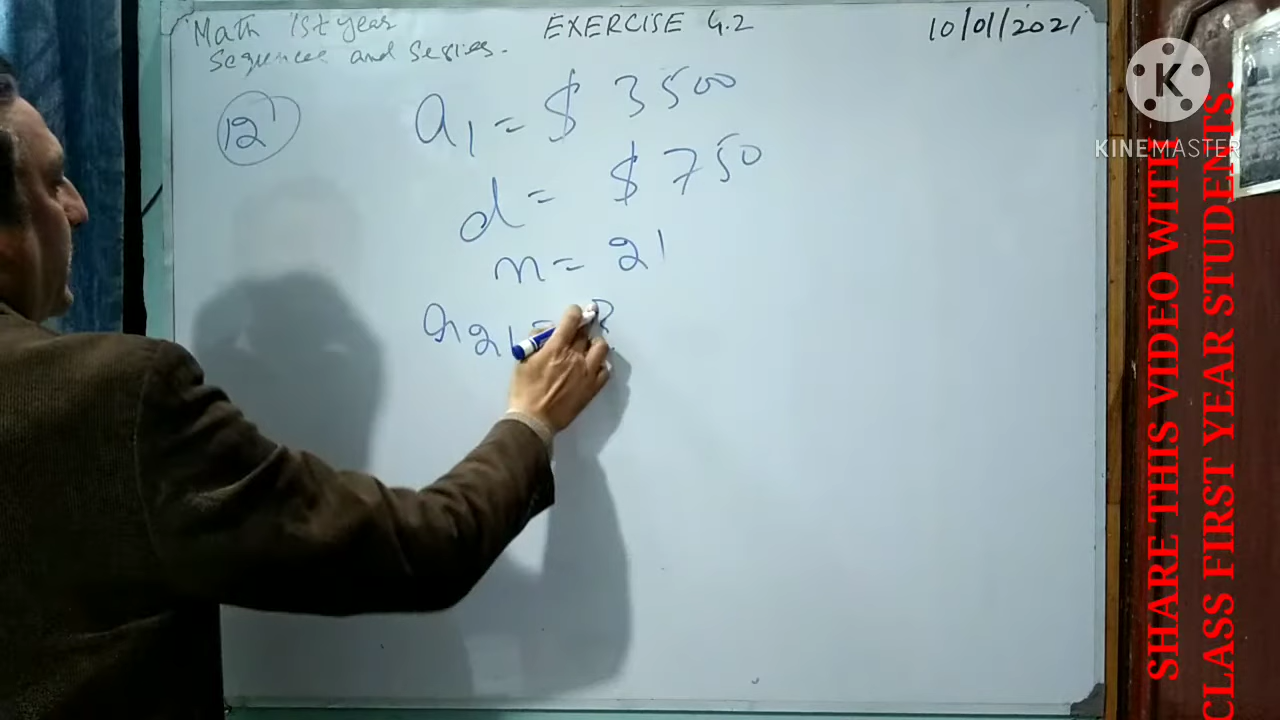 Math 1st year
Sequences and Series.
EXERCISE 4.2
10/01/2021
12
a1 = $ 3500
d = $ 750
n = 21
a21 = ?
K
KINEMASTER
SHARE THIS VIDEO WITH
CLASS FIRST YEAR STUDENTS.